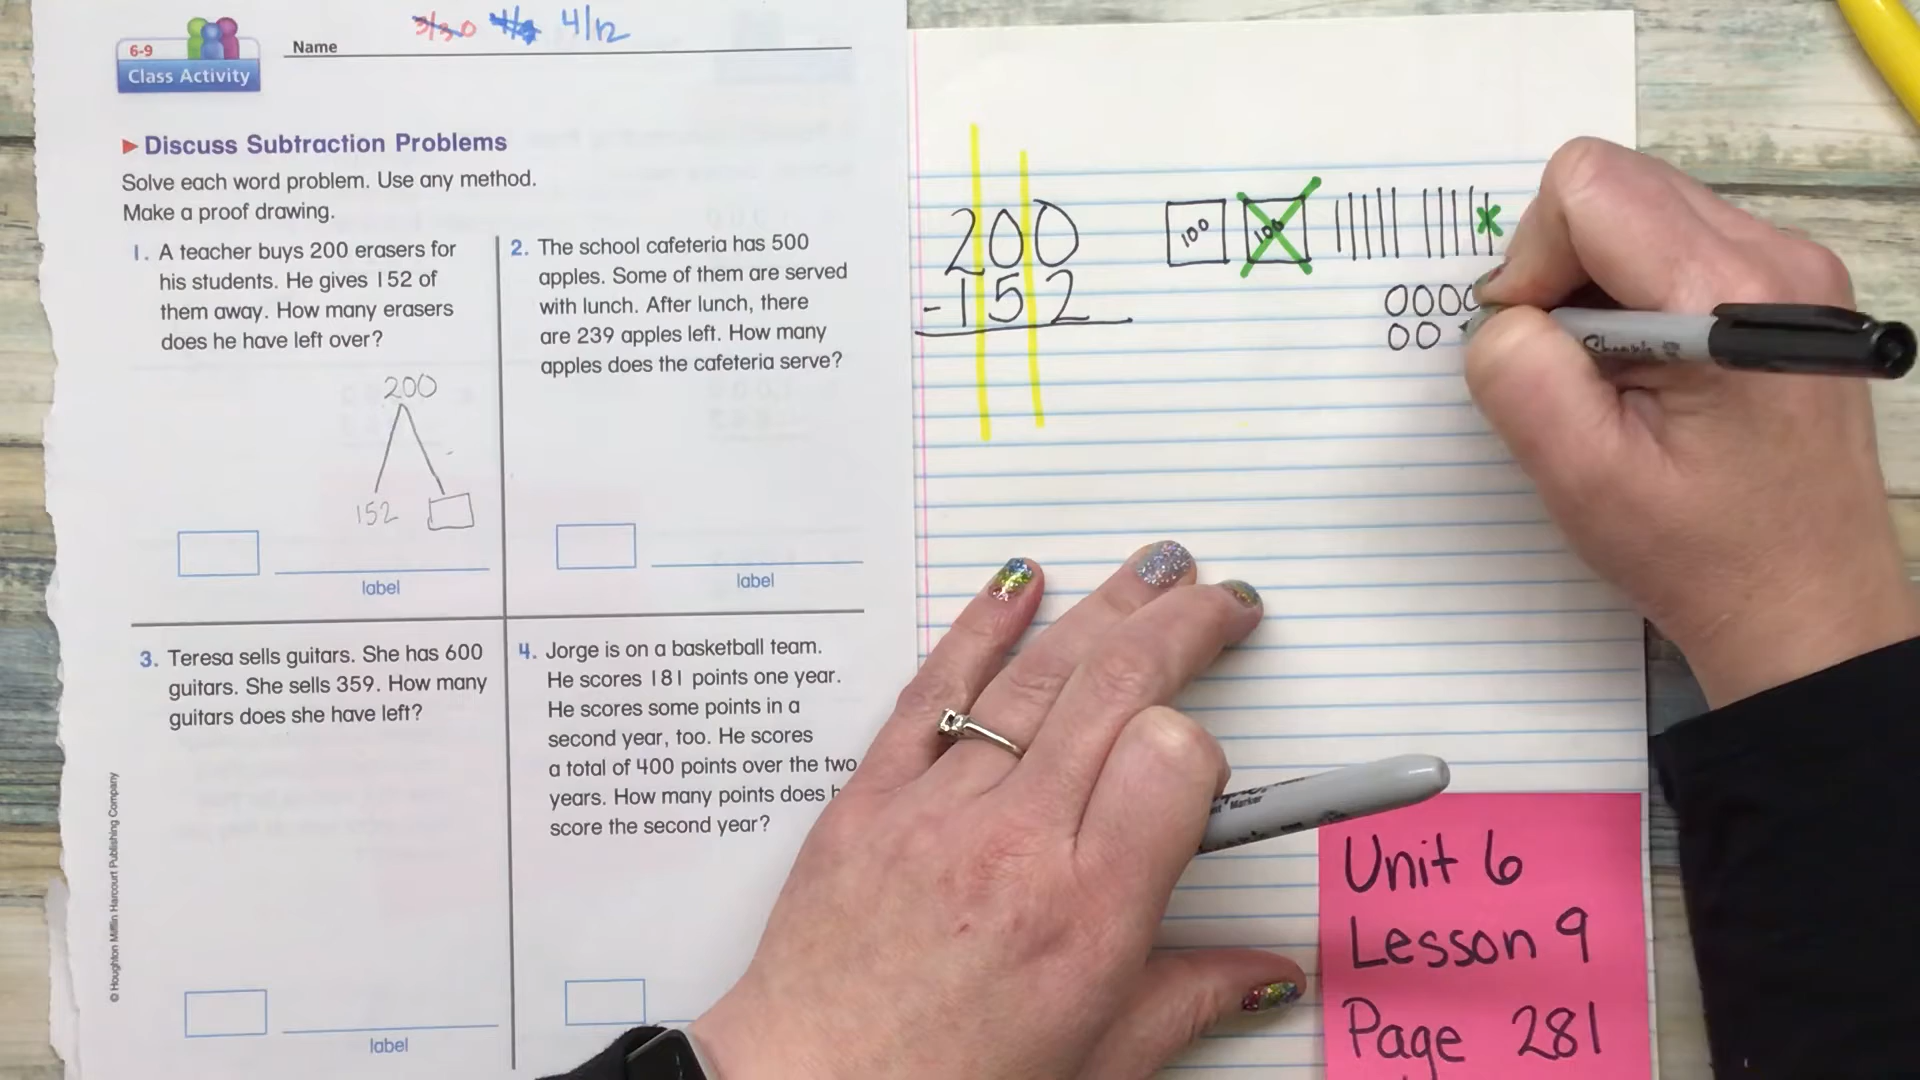 3/30 4/12
6-9
Class Activity
Name
Discuss Subtraction Problems
Solve each word problem. Use any method.
Make a proof drawing.
1. A teacher buys 200 erasers for
his students. He gives 152 of
them away. How many erasers
does he have left over?
200
152
label
2. The school cafeteria has 500
apples. Some of them are served
with lunch. After lunch, there
are 239 apples left. How many
apples does the cafeteria serve?
label
3. Teresa sells guitars. She has 600
guitars. She sells 359. How many
guitars does she have left?
label
4. Jorge is on a basketball team.
He scores 181 points one year.
He scores some points in a
second year, too. He scores
a total of 400 points over the two
years. How many points does
score the second year?
© Houghton Mifflin Harcourt Publishing Company
200
-152
100 100
Sharpie
Marker
Unit 6
Lesson 9
Page 281